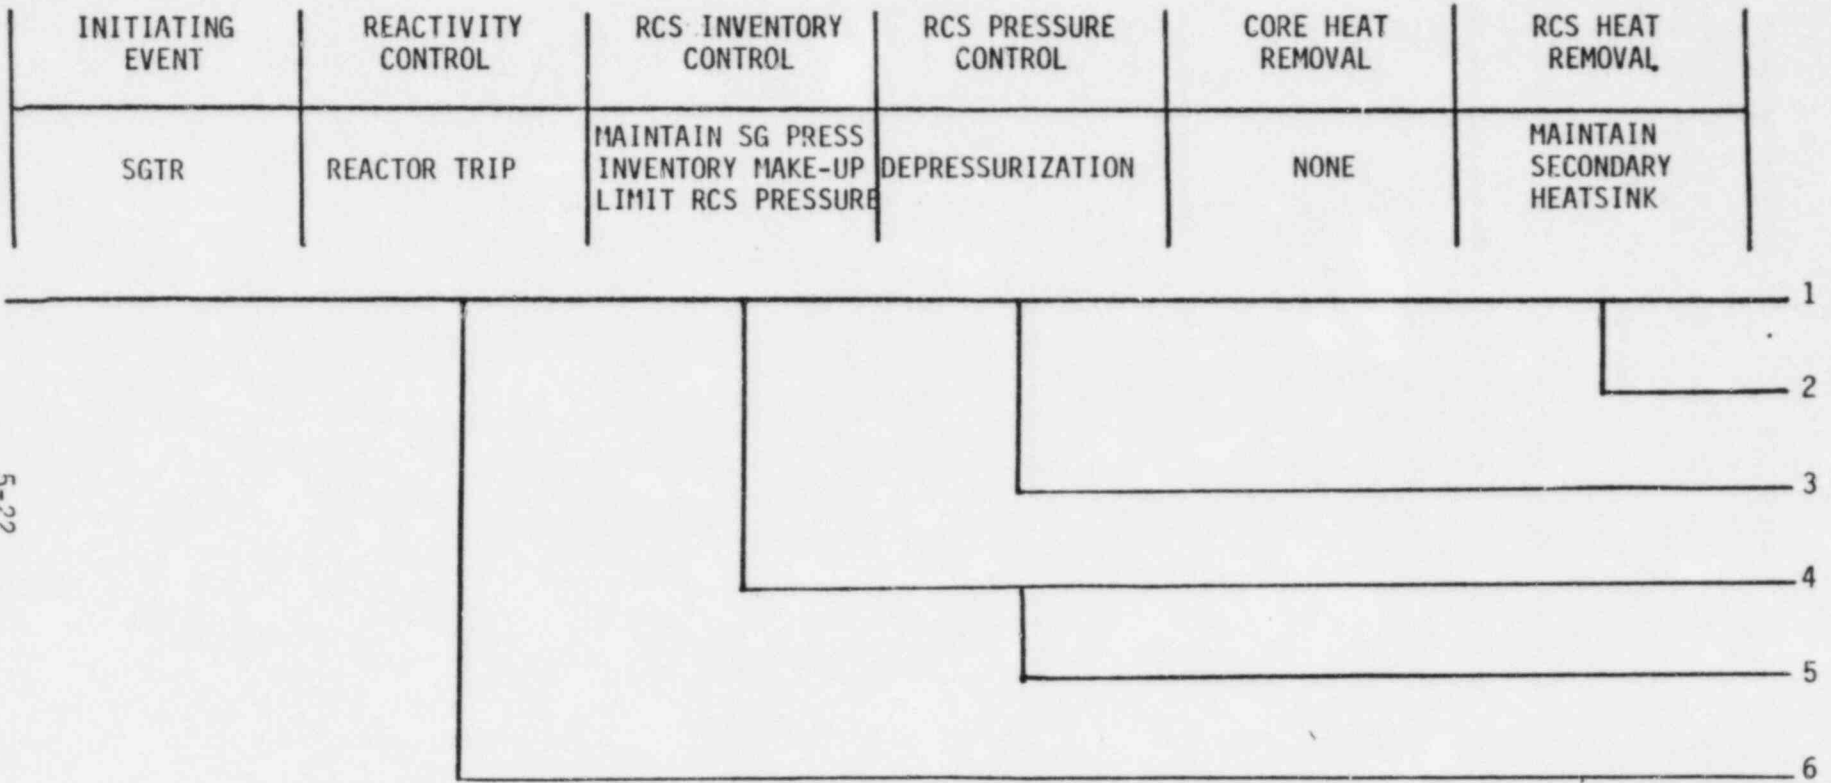 INITIATING
EVENT
REACTIVITY
CONTROL
RCS INVENTORY
CONTROL
RCS PRESSURE
CONTROL
CORE HEAT
REMOVAL
RCS HEAT
REMOVAL
SGTR
REACTOR TRIP
MAINTAIN SG PRESS
INVENTORY MAKE-UP
LIMIT RCS PRESSURE
DEPRESSURIZATION
NONE
MAINTAIN
SECONDARY
HEATSINK
1
2
3
4
5
6
5-22